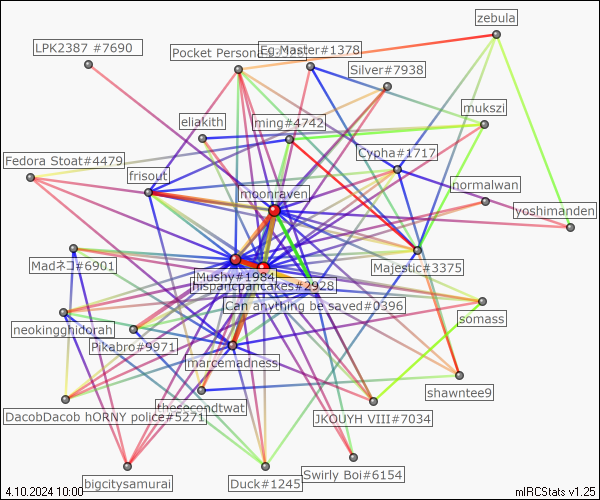 zebula
LPK2387 #7690
Pocket Persona
Eg.Master#1378
Silver#7938
mukszi
eliakith
ming#4742
Cypha#1717
Fedora Stoat#4479
frisout
moonraven
normalwan
yoshimanden
Madネコ#6901
Mushy#1984
Majestic#3375
hispanicpancakes#2928
Can anything be saved#0396
somass
neokingghidorah
Pikabro#9971
marcemadness
shawntee9
DacobDacob hORNY police#5271
thesecondtwat
JKOUYH VIII#7034
bigcitysamurai
Duck#1245
Swirly Boi#6154
4.10.2024 10:00
mIRCStats v1.25